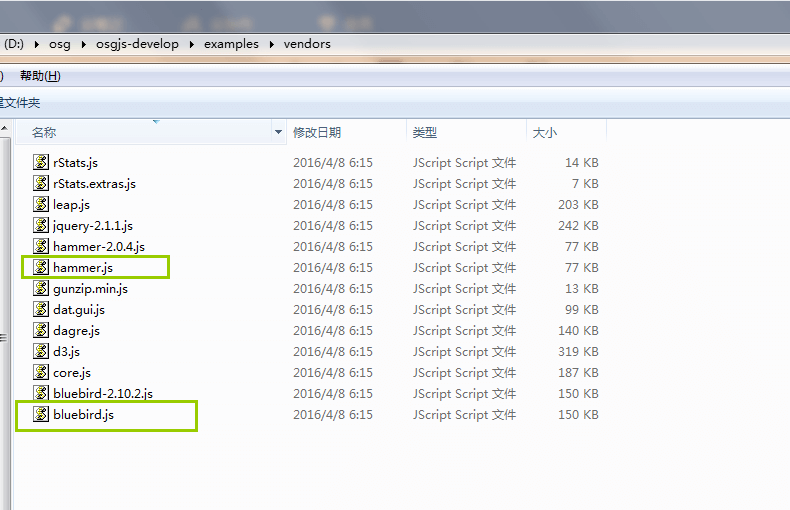 (D:) osg osgjs-develop examples vendors
) 帮助(H)
建文件夹
名称 修改日期 类型 大小
rStats.js 2016/4/8 6:15 JScript Script 文件 14 KB
rStats.extras.js 2016/4/8 6:15 JScript Script 文件 7 KB
leap.js 2016/4/8 6:15 JScript Script 文件 203 KB
jquery-2.1.1.js 2016/4/8 6:15 JScript Script 文件 242 KB
hammer-2.0.4.js 2016/4/8 6:15 JScript Script 文件 77 KB
hammer.js 2016/4/8 6:15 JScript Script 文件 77 KB
gunzip.min.js 2016/4/8 6:15 JScript Script 文件 13 KB
dat.gui.js 2016/4/8 6:15 JScript Script 文件 99 KB
dagre.js 2016/4/8 6:15 JScript Script 文件 140 KB
d3.js 2016/4/8 6:15 JScript Script 文件 319 KB
core.js 2016/4/8 6:15 JScript Script 文件 187 KB
bluebird-2.10.2.js 2016/4/8 6:15 JScript Script 文件 150 KB
bluebird.js 2016/4/8 6:15 JScript Script 文件 150 KB